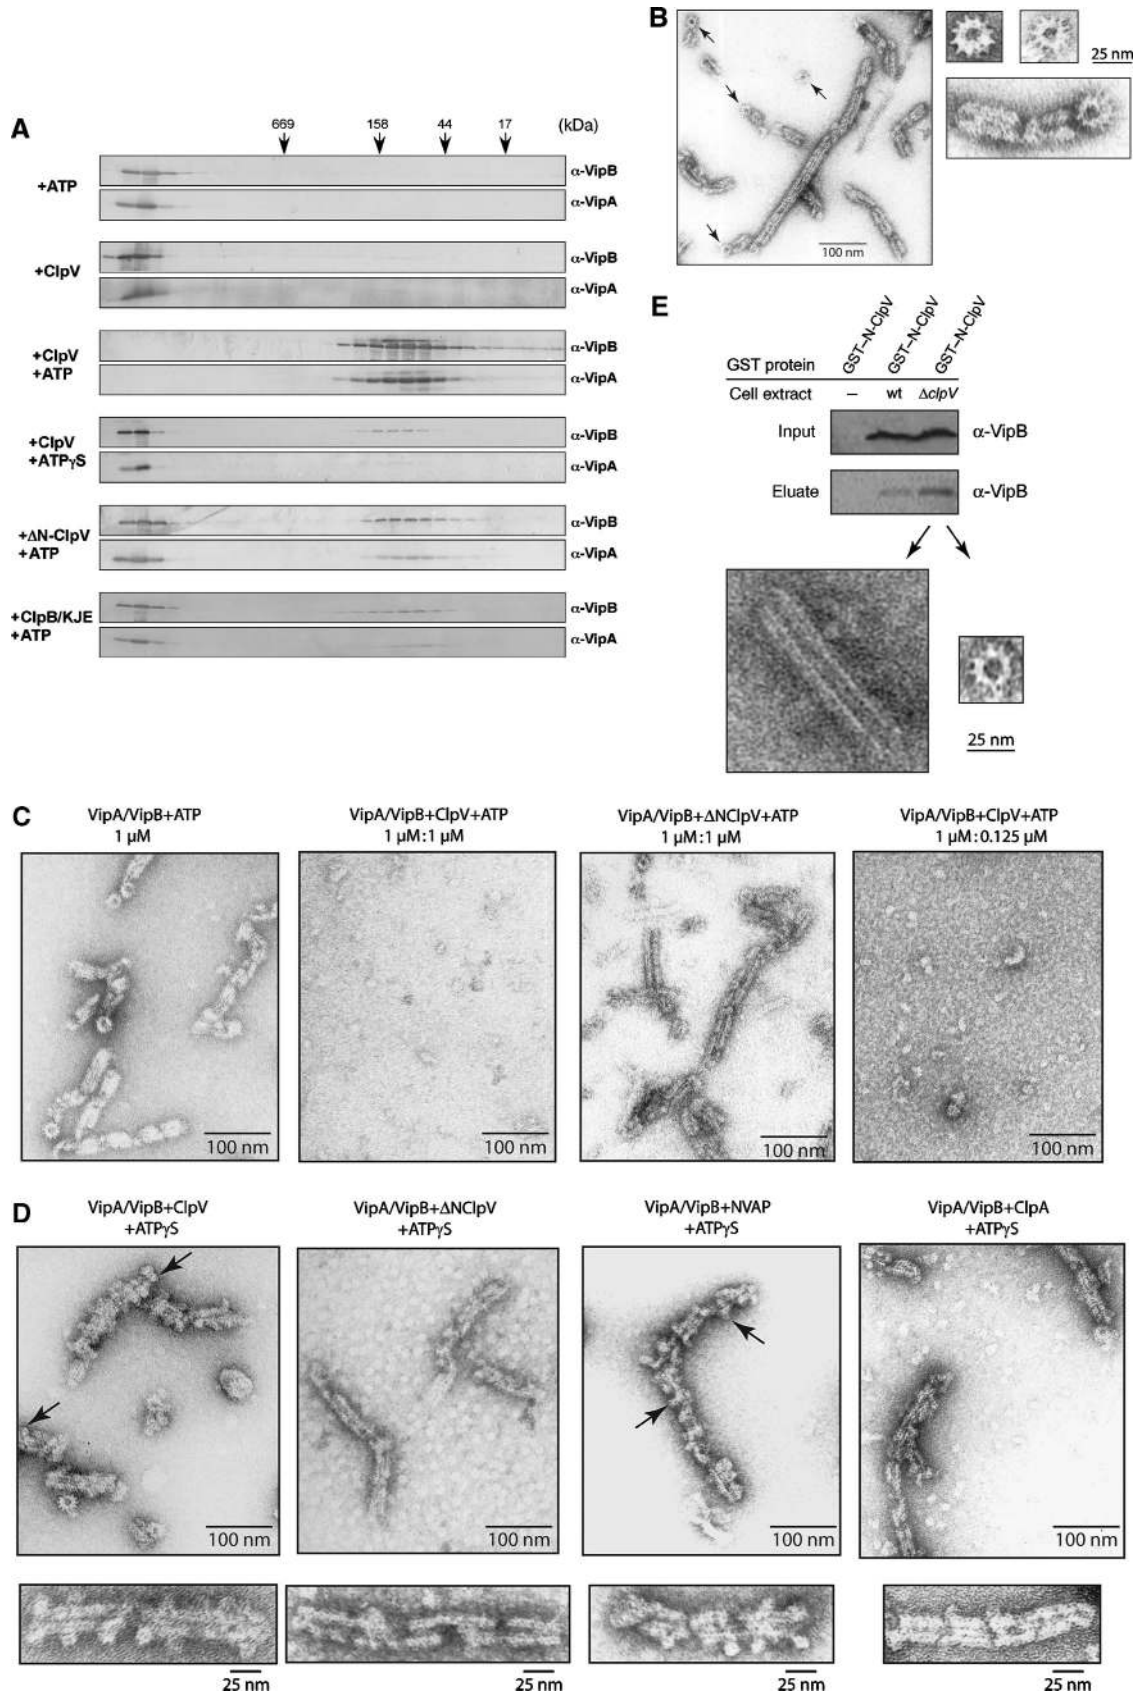 A
669 158 44 17 (kDa)
+ATP
α-VipB
α-VipA
+ClpV
α-VipB
α-VipA
+ClpV
+ATP
α-VipB
α-VipA
+ClpV
+ATPγS
α-VipB
α-VipA
+ΔN-ClpV
+ATP
α-VipB
α-VipA
+ClpB/KJE
+ATP
α-VipB
α-VipA
B
100 nm
25 nm
E
GST–N-ClpV GST–N-ClpV GST–N-ClpV
GST protein
Cell extract – wt ΔclpV
Input α-VipB
Eluate α-VipB
25 nm
C
VipA/VipB+ATP
1 μM
100 nm
VipA/VipB+ClpV+ATP
1 μM:1 μM
100 nm
VipA/VipB+ΔNClpV+ATP
1 μM:1 μM
100 nm
VipA/VipB+ClpV+ATP
1 μM:0.125 μM
100 nm
D
VipA/VipB+ClpV
+ATPγS
100 nm
25 nm
VipA/VipB+ΔNClpV
+ATPγS
100 nm
25 nm
VipA/VipB+NVAP
+ATPγS
100 nm
25 nm
VipA/VipB+ClpA
+ATPγS
100 nm
25 nm